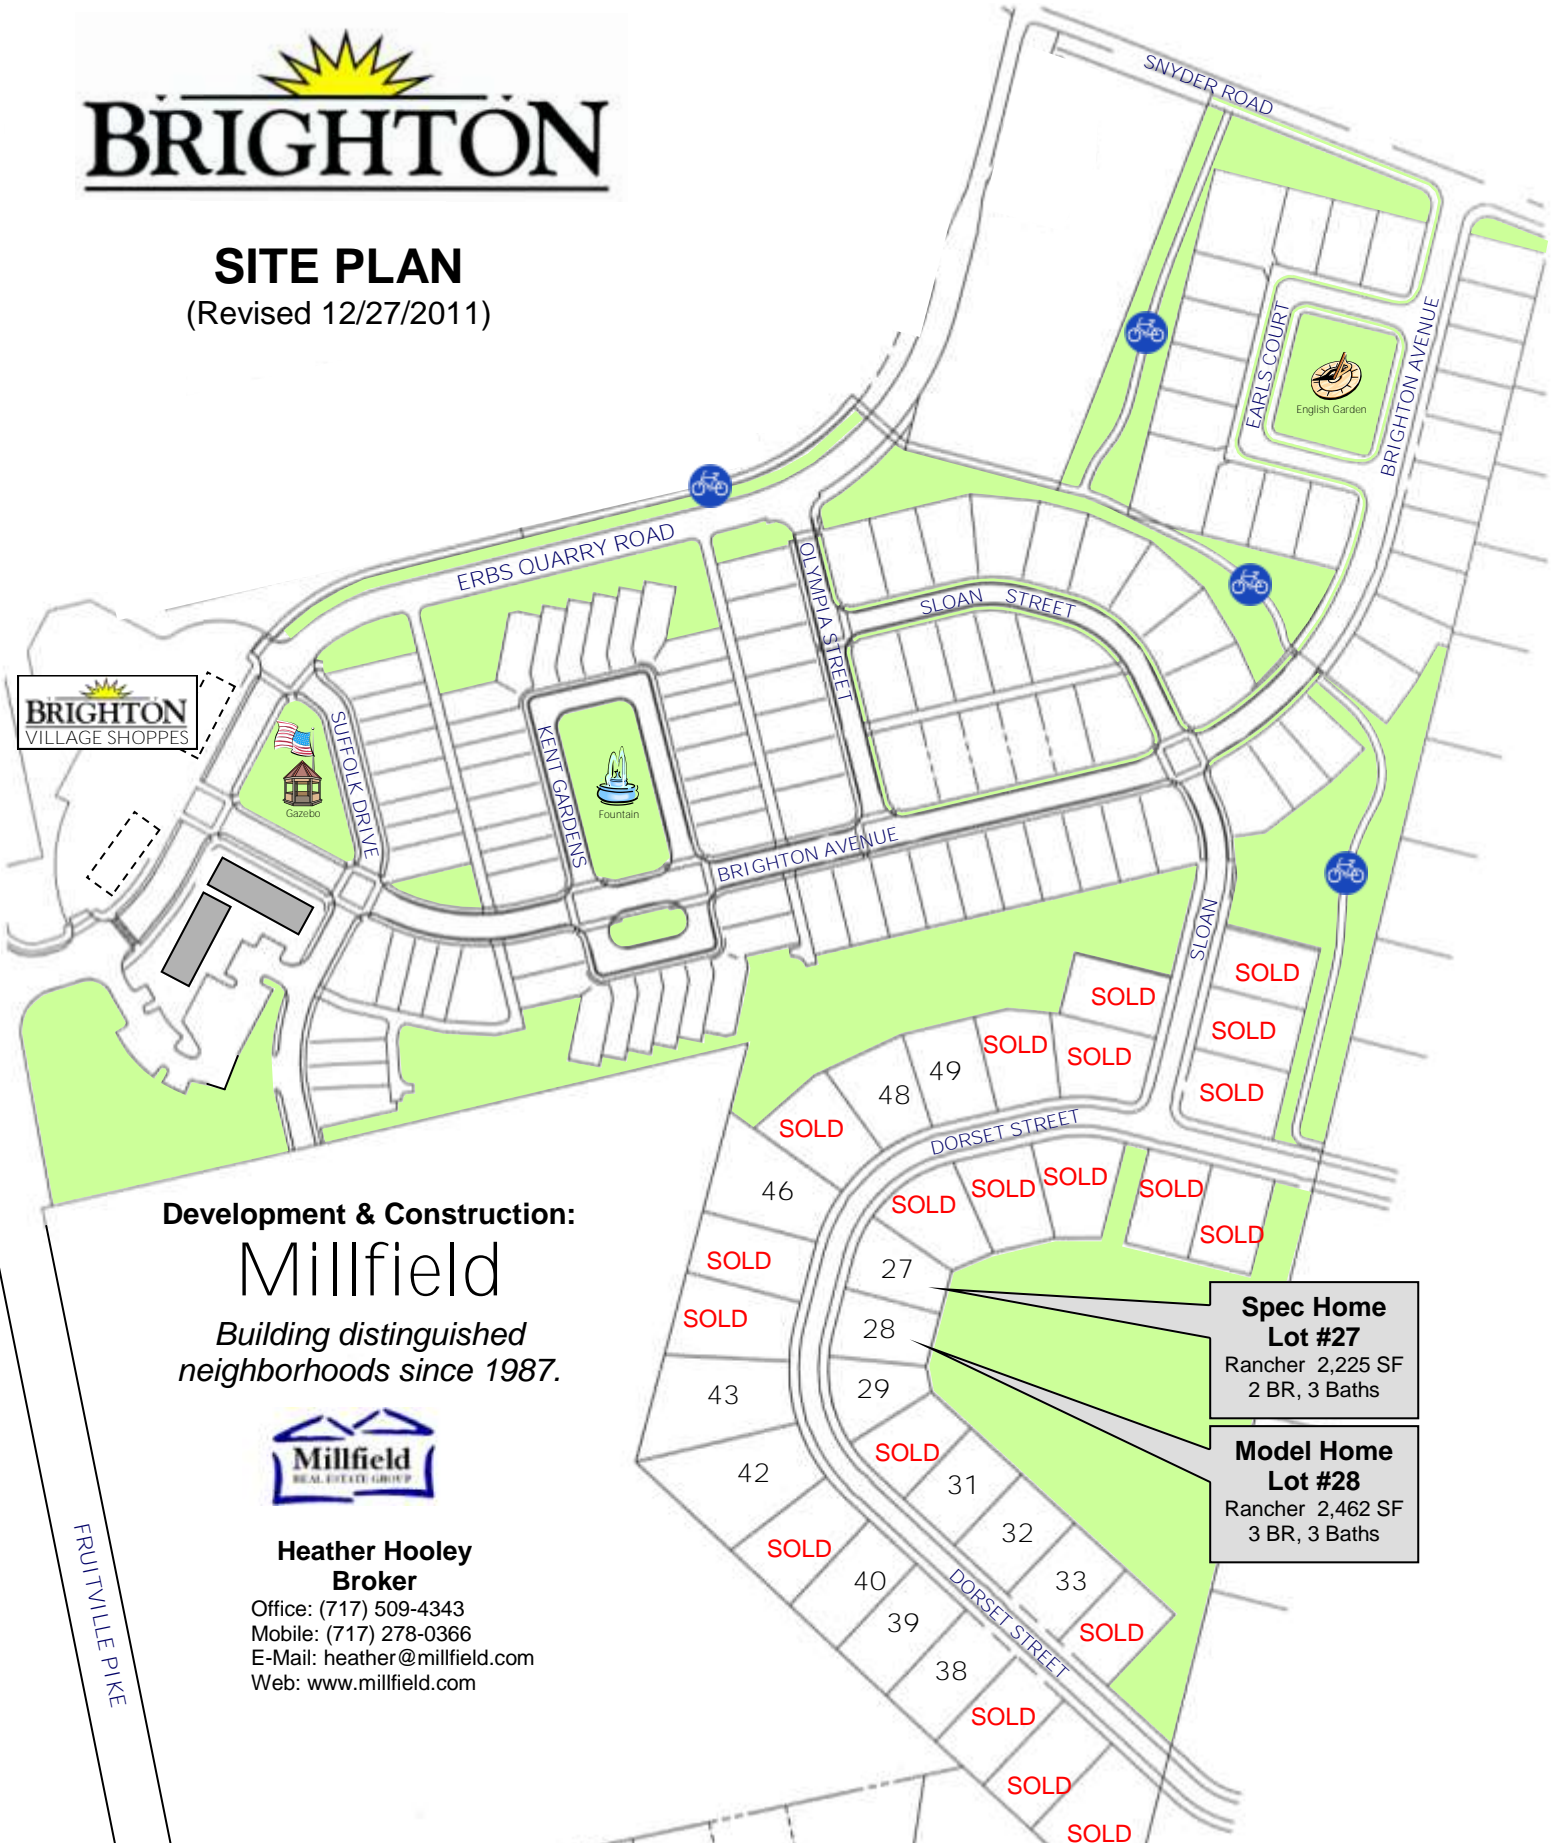 BRIGHTON
SITE PLAN
(Revised 12/27/2011)
SNYDER ROAD
EARLS COURT
BRIGHTON AVENUE
English Garden
ERBS QUARRY ROAD
OLYMPIA STREET
SLOAN STREET
BRIGHTON
VILLAGE SHOPPES
SUFFOLK DRIVE
Gazebo
KENT GARDENS
Fountain
BRIGHTON AVENUE
SLOAN
SOLD
SOLD
SOLD
SOLD
SOLD
SOLD
49
48
SOLD
DORSET STREET
46
SOLD
SOLD
SOLD
SOLD
SOLD
SOLD
SOLD
27
28
29
43
42
SOLD
31
32
33
SOLD
SOLD
40
39
38
DORSET STREET
SOLD
SOLD
SOLD
Spec Home
Lot #27
Rancher 2,225 SF
2 BR, 3 Baths
Model Home
Lot #28
Rancher 2,462 SF
3 BR, 3 Baths
Development & Construction:
Millfield
Building distinguished
neighborhoods since 1987.
Millfield
REAL ESTATE GROUP
Heather Hooley
Broker
Office: (717) 509-4343
Mobile: (717) 278-0366
E-Mail: heather@millfield.com
Web: www.millfield.com
FRUITVILLE PIKE